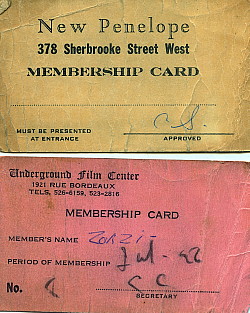 New Penelope
378 Sherbrooke Street West
MEMBERSHIP CARD
MUST BE PRESENTED
AT ENTRANCE
APPROVED
Underground Film Center
1921 RUE BORDEAUX
TELS, 526-6159, 523-2816
MEMBERSHIP CARD
MEMBER'S NAME
PERIOD OF MEMBERSHIP
No.
SECRETARY